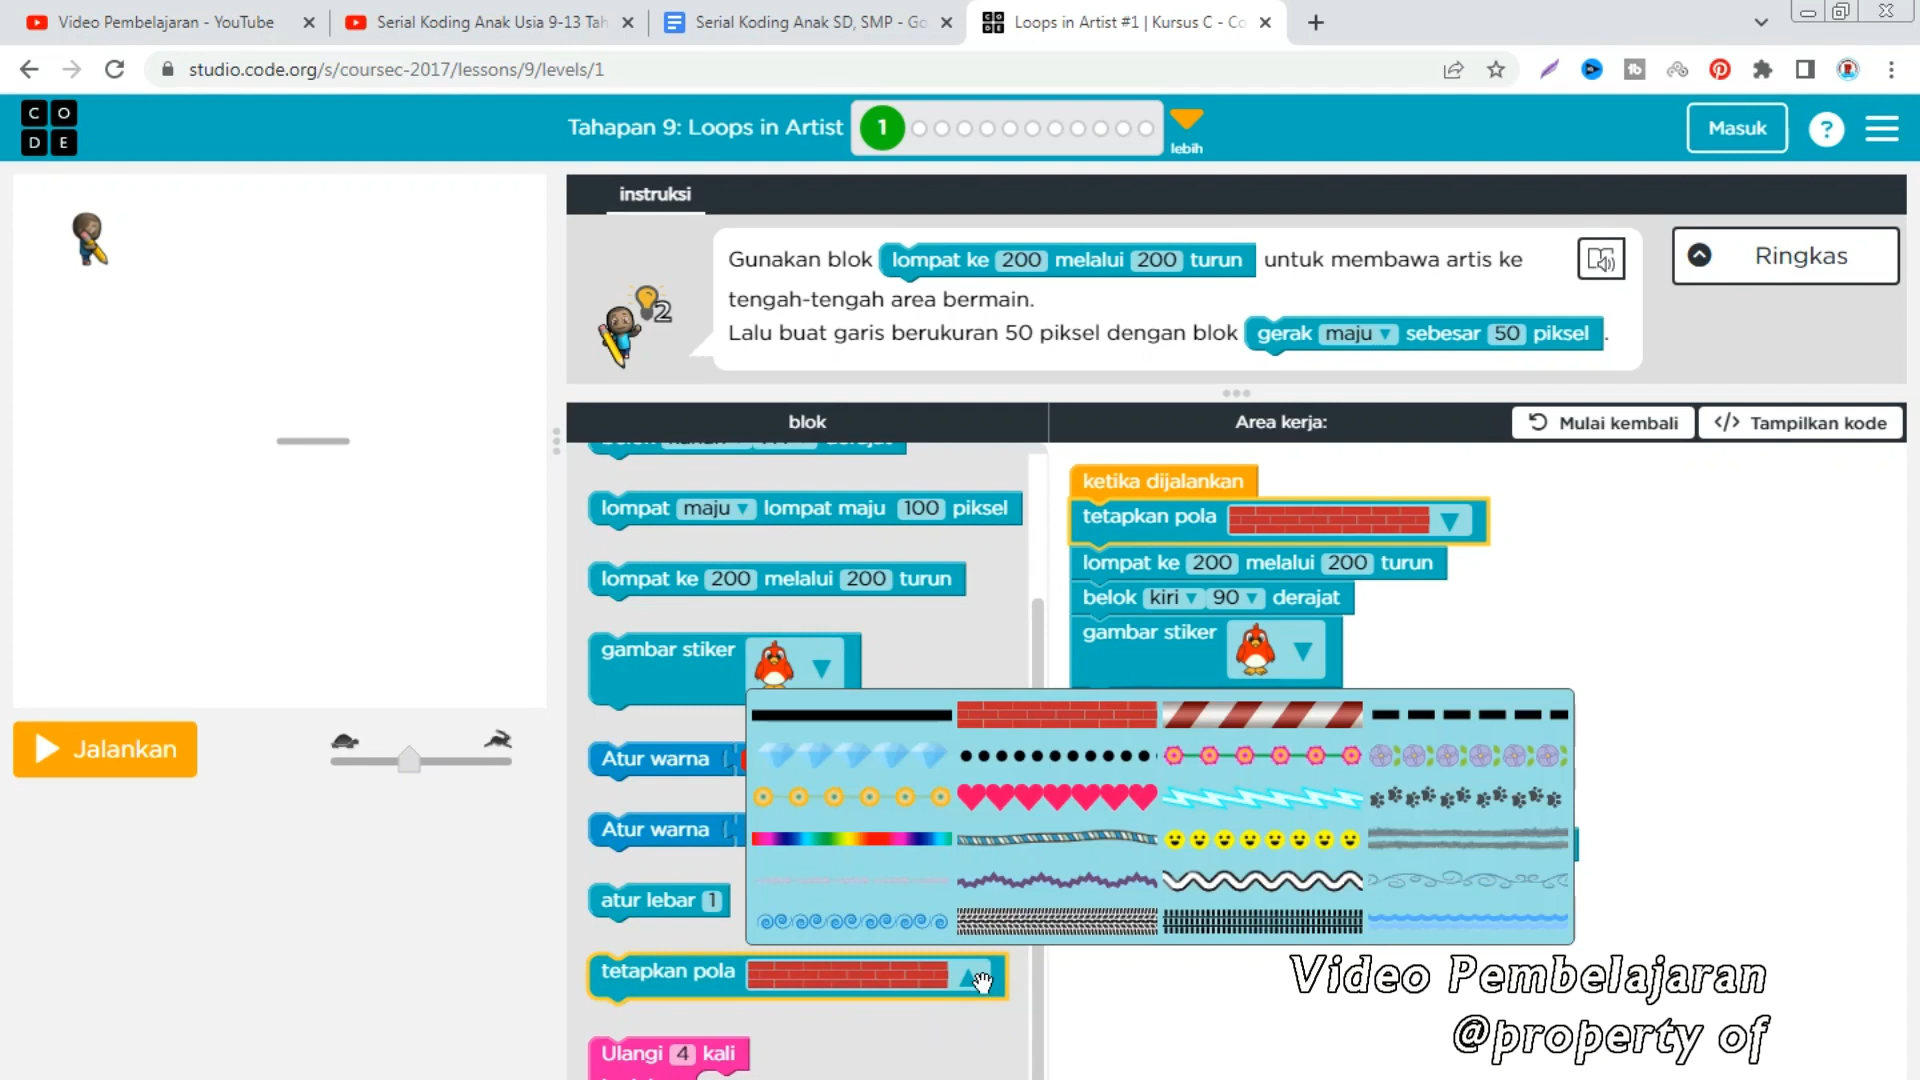 Video Pembelajaran - YouTube
Serial Koding Anak Usia 9-13 Tah
Serial Koding Anak SD, SMP - Go
Loops in Artist #1 | Kursus C - Co
studio.code.org/s/coursec-2017/lessons/9/levels/1
C O
D E
Tahapan 9: Loops in Artist
1
lebih
Masuk
?
instruksi
Gunakan blok lompat ke 200 melalui 200 turun untuk membawa artis ke
tengah-tengah area bermain.
Lalu buat garis berukuran 50 piksel dengan blok gerak maju sebesar 50 piksel .
2
Ringkas
blok
Area kerja:
Mulai kembali
</> Tampilkan kode
derajat
lompat maju lompat maju 100 piksel
lompat ke 200 melalui 200 turun
gambar stiker
Atur warna
Atur warna
atur lebar 1
tetapkan pola
Ulangi 4 kali
ketika dijalankan
tetapkan pola
lompat ke 200 melalui 200 turun
belok kiri 90 derajat
gambar stiker
Jalankan
Video Pembelajaran
@property of